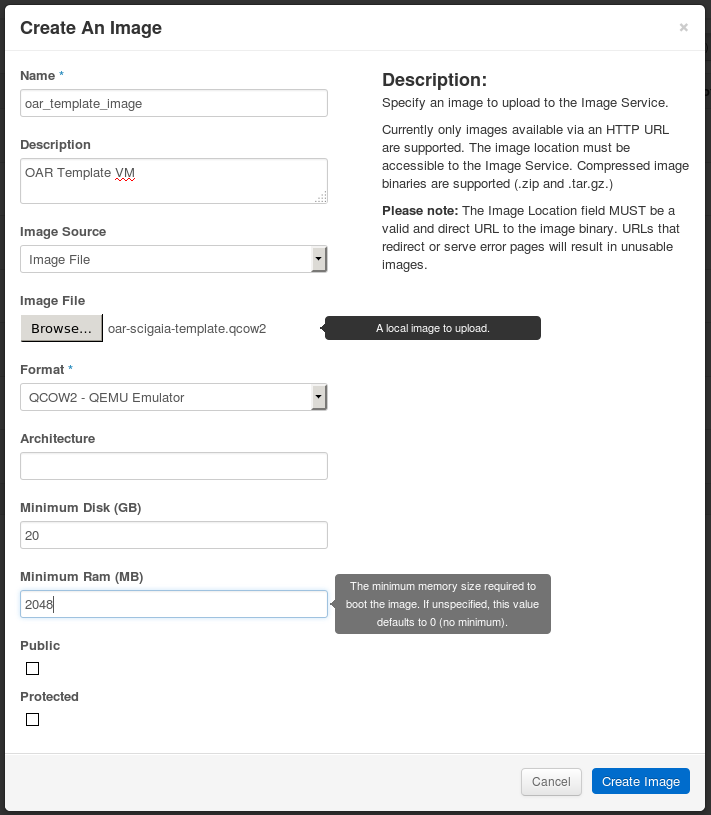 Create An Image
×
Name *
oar_template_image
Description
OAR Template VM
Image Source
Image File
Image File
Browse... oar-scigaia-template.qcow2
A local image to upload.
Format *
QCOW2 - QEMU Emulator
Architecture
Minimum Disk (GB)
20
Minimum Ram (MB)
2048
The minimum memory size required to
boot the image. If unspecified, this value
defaults to 0 (no minimum).
Public
Protected
Description:
Specify an image to upload to the Image Service.
Currently only images available via an HTTP URL
are supported. The image location must be
accessible to the Image Service. Compressed image
binaries are supported (.zip and .tar.gz.)
Please note: The Image Location field MUST be a
valid and direct URL to the image binary. URLs that
redirect or serve error pages will result in unusable
images.
Cancel
Create Image